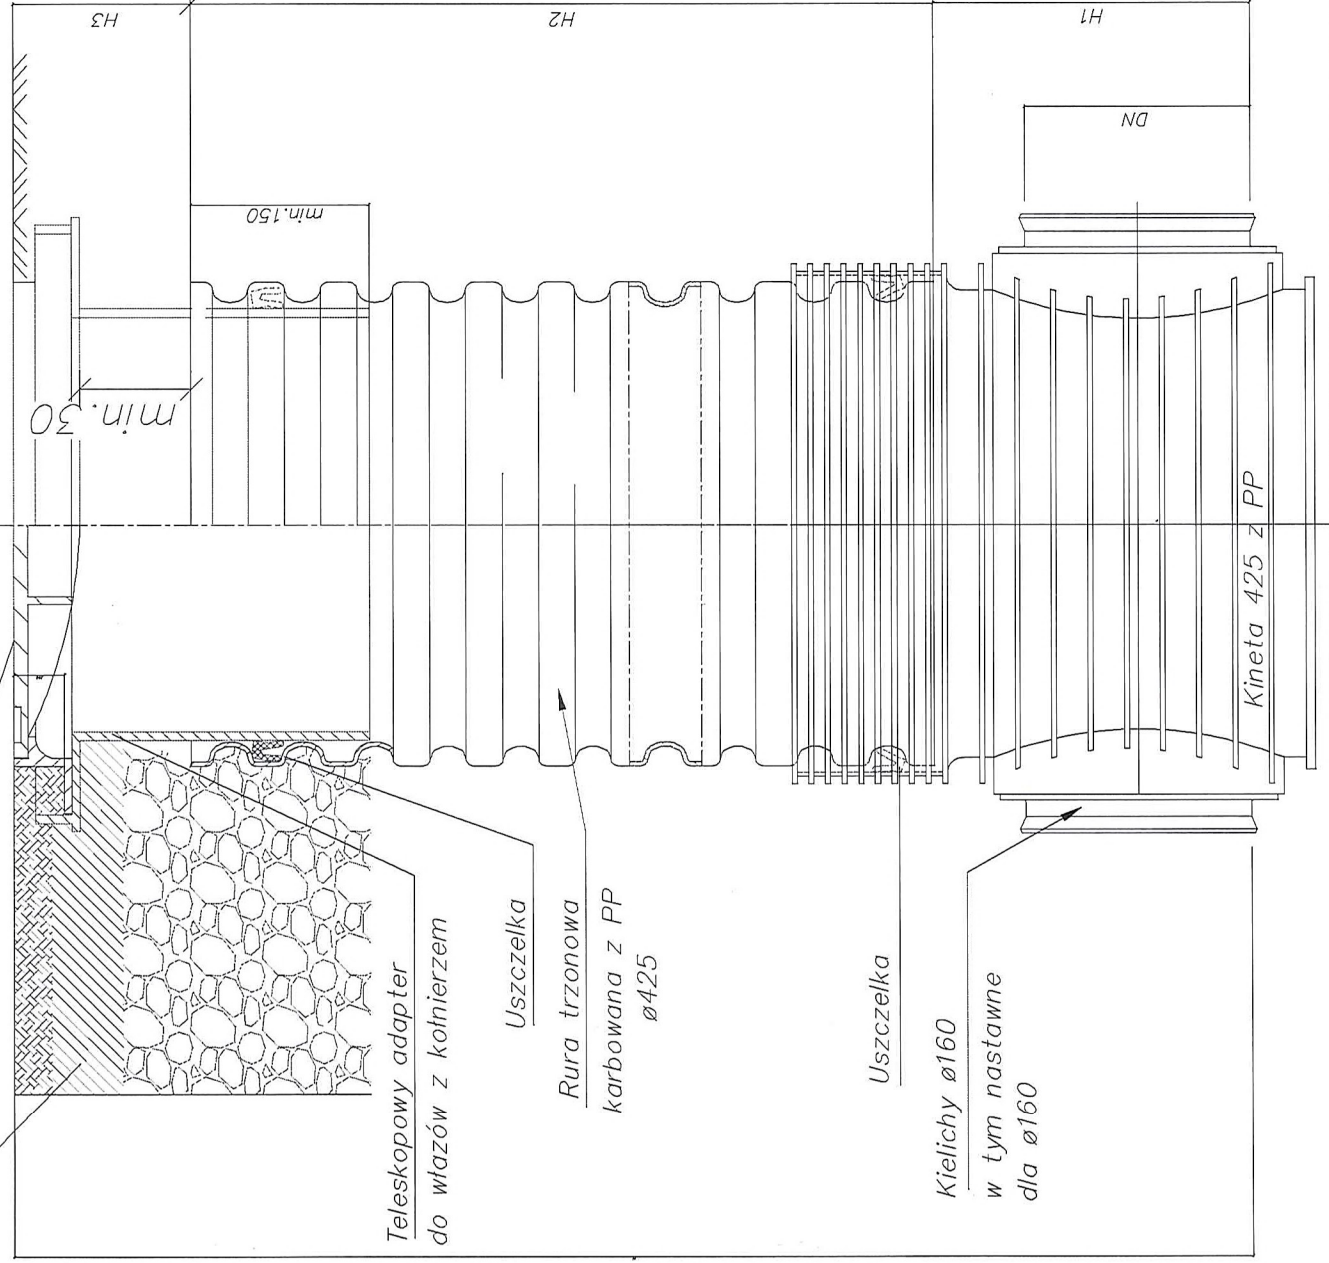 H3
H2
H1
DN
min.150
min.30
Teleskopowy adapter
do włazów z kołnierzem
Uszczelka
Rura trzonowa
karbowana z PP
ø425
Uszczelka
Kielichy ø160
w tym nastawne
dla ø160
Kineta 425 z PP